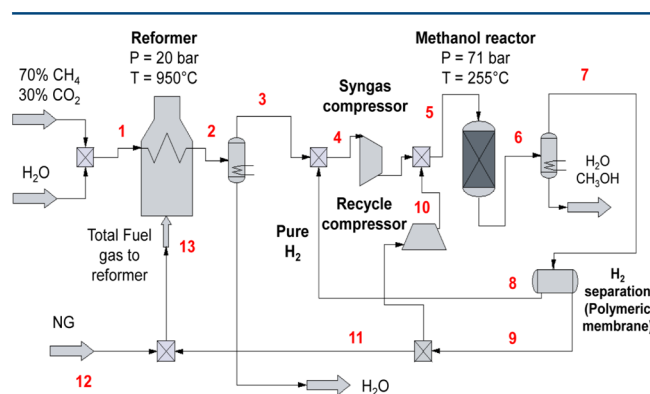 Reformer
P = 20 bar
T = 950°C
Methanol reactor
P = 71 bar
T = 255°C
70% CH₄
30% CO₂
H₂O
1
2
3
Syngas
compressor
4
5
6
7
H₂O
CH₃OH
Recycle
compressor
10
Pure
H₂
Total Fuel
gas to
reformer
13
8
H₂
separation
(Polymeric
membrane)
NG
12
11
9
H₂O